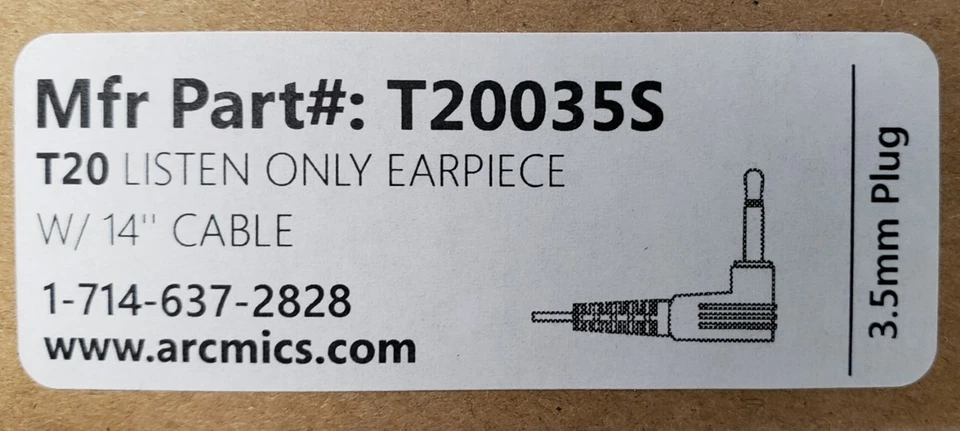 Mfr Part#: T20035S
T20 LISTEN ONLY EARPIECE
W/ 14" CABLE
1-714-637-2828
www.arcmics.com
3.5mm Plug